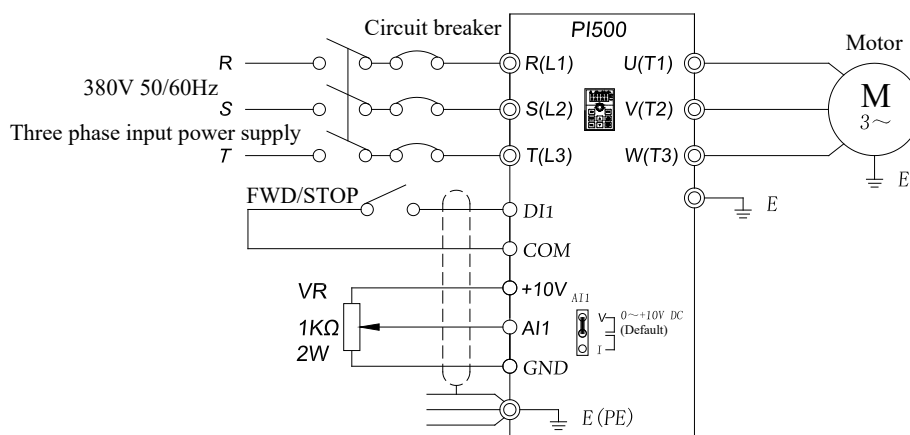 Circuit breaker
PI500
R
R(L1)
U(T1)
Motor
380V 50/60Hz
S
S(L2)
V(T2)
M
3~
Three phase input power supply
T
T(L3)
W(T3)
E
E
FWD/STOP
DI1
COM
VR
+10V
AI1
1KΩ
AI1
V
0～+10V DC
(Default)
2W
I
GND
E(PE)